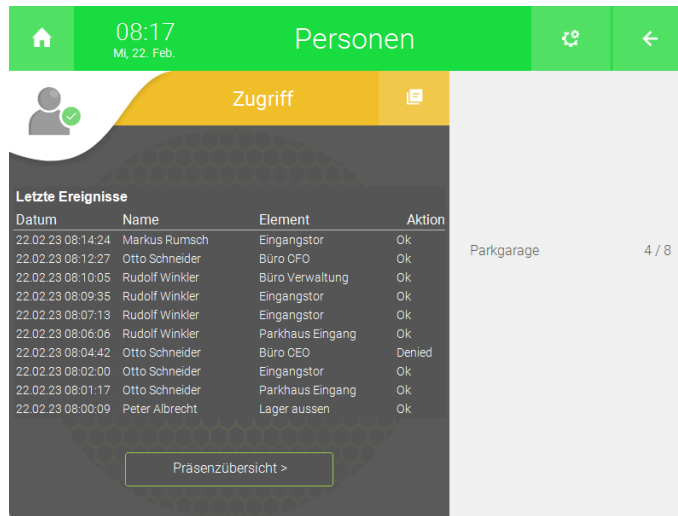 08:17
Mi, 22. Feb.
Personen
Zugriff
Letzte Ereignisse
Datum Name Element Aktion
22.02.23 08:14:24 Markus Rumsch Eingangstor Ok
22.02.23 08:12:27 Otto Schneider Büro CFO Ok
22.02.23 08:10:05 Rudolf Winkler Büro Verwaltung Ok
22.02.23 08:09:35 Rudolf Winkler Eingangstor Ok
22.02.23 08:07:13 Rudolf Winkler Eingangstor Ok
22.02.23 08:06:06 Rudolf Winkler Parkhaus Eingang Ok
22.02.23 08:04:42 Otto Schneider Büro CEO Denied
22.02.23 08:02:00 Otto Schneider Eingangstor Ok
22.02.23 08:01:17 Otto Schneider Parkhaus Eingang Ok
22.02.23 08:00:09 Peter Albrecht Lager aussen Ok
Präsenzübersicht >
Parkgarage 4 / 8